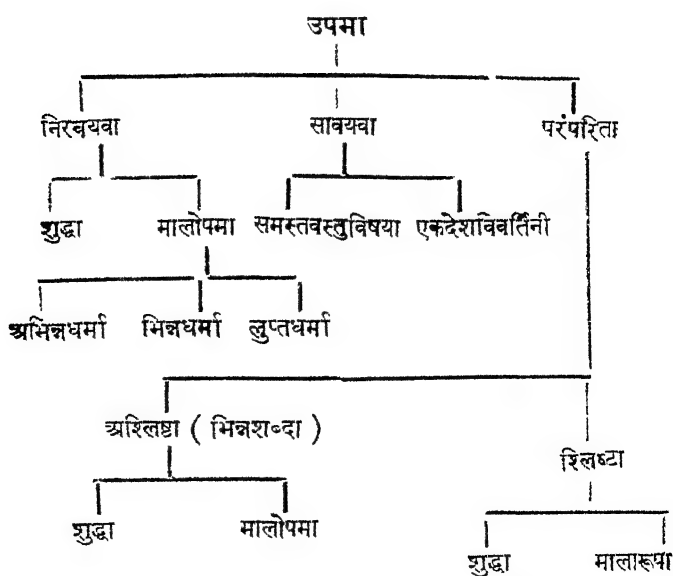 उपमा
निरवयवा सावयवा परंपरिता
शुद्धा मालोपमा समस्तवस्तुविषया एकदेशविवर्तिनी
अभिन्नधर्मा भिन्नधर्मा लुप्तधर्मा
अश्लिष्टा ( भिन्नशब्दा )
श्लिष्टा
शुद्धा मालोपमा
शुद्धा मालारूपा